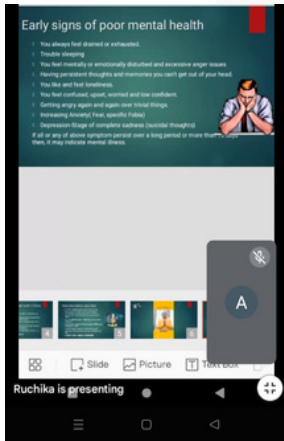 Early signs of poor mental health
You always feel drained or exhausted.
Trouble sleeping
You feel mentally or emotionally disturbed and excessive anger issues
Having persistent thoughts and memories you can't get out of your head.
You like and feel loneliness.
You feel confused, upset, worried and low confident.
Getting angry again and again over trivial things.
Increasing Anxiety( Fear, specific Fobia)
Depression-Stage of complete sadness (suicidal thoughts)
If all or any of above symptom persist over a long period or more than days
then, it may indicate mental illness.
A
4
5
6
Slide
Picture
Text Box
Ruchika is presenting